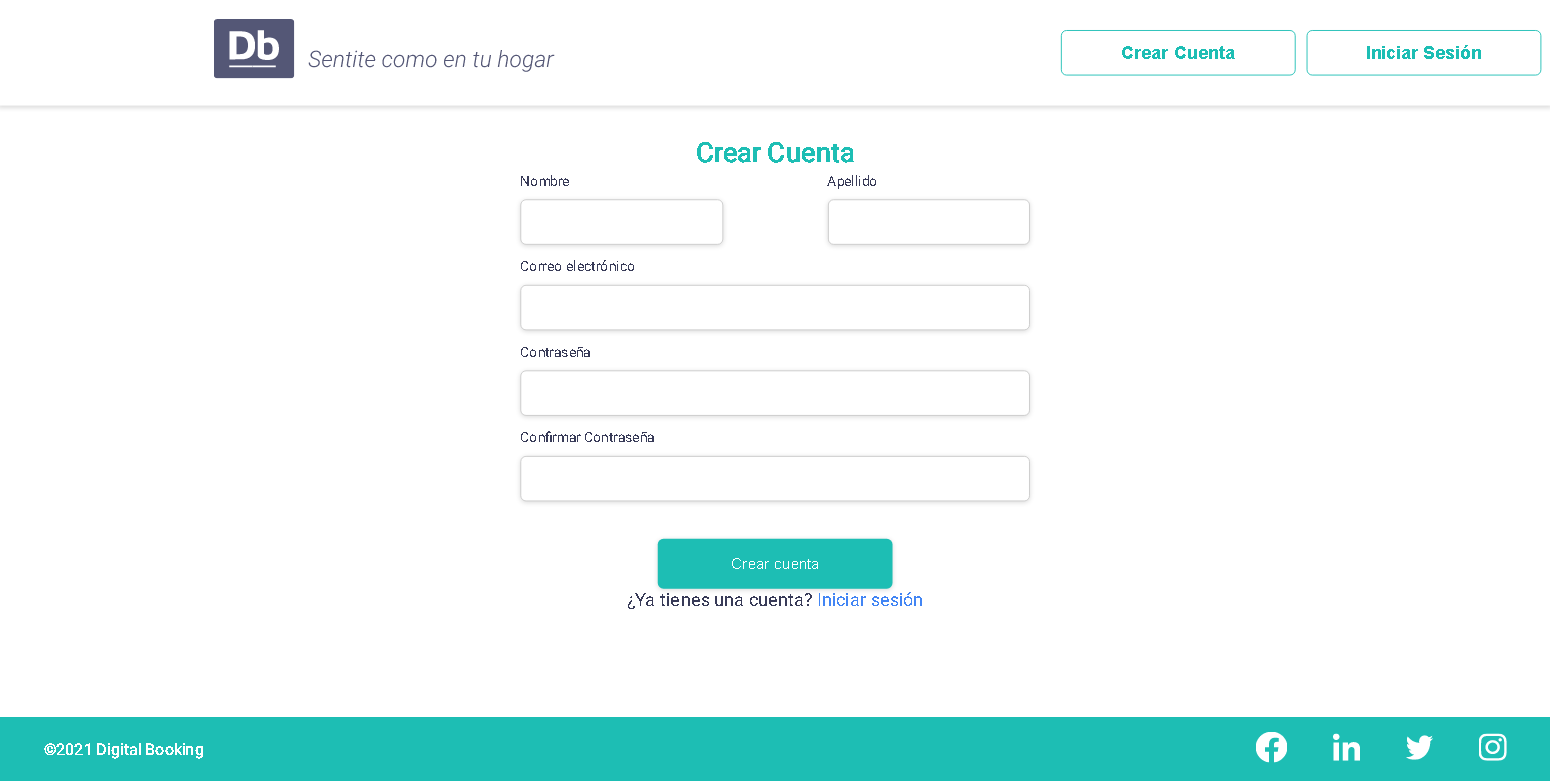 Db
Sentite como en tu hogar
Crear Cuenta
Iniciar Sesión
Crear Cuenta
Nombre
Apellido
Correo electrónico
Contraseña
Confirmar Contraseña
Crear cuenta
¿Ya tienes una cuenta? Iniciar sesión
©2021 Digital Booking